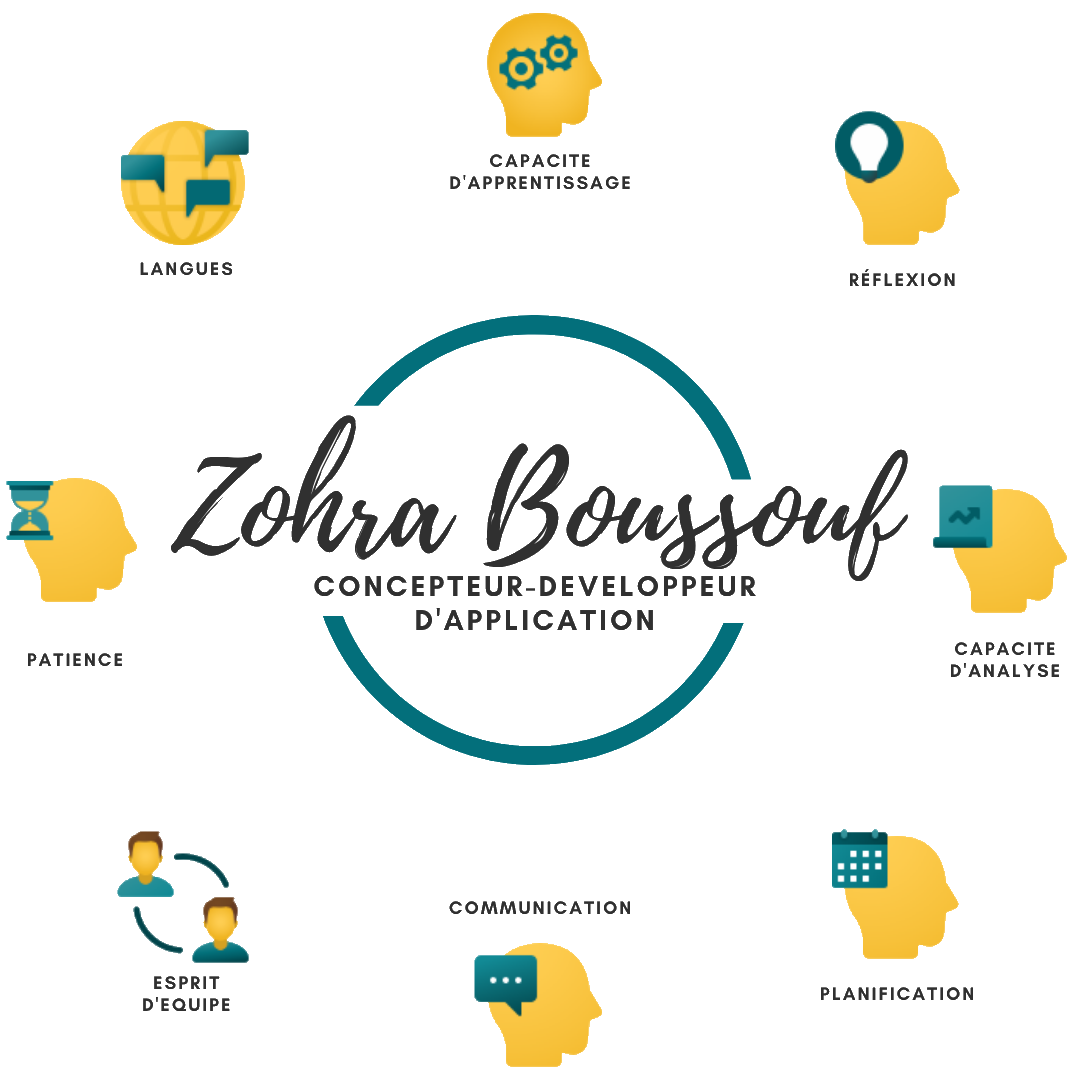 CAPACITE
D'APPRENTISSAGE
LANGUES
RÉFLEXION
Zohra Boussouf
CONCEPTEUR-DEVELOPPEUR
D'APPLICATION
PATIENCE
CAPACITE
D'ANALYSE
COMMUNICATION
ESPRIT
D'EQUIPE
PLANIFICATION